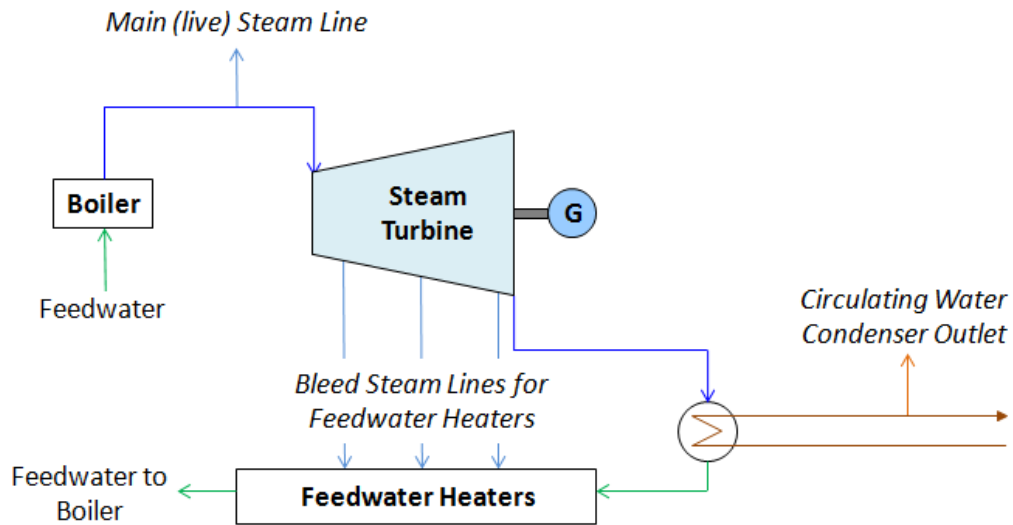 Main (live) Steam Line
Boiler
Steam
Turbine
G
Feedwater
Circulating Water
Condenser Outlet
Bleed Steam Lines for
Feedwater Heaters
Feedwater to
Boiler
Feedwater Heaters